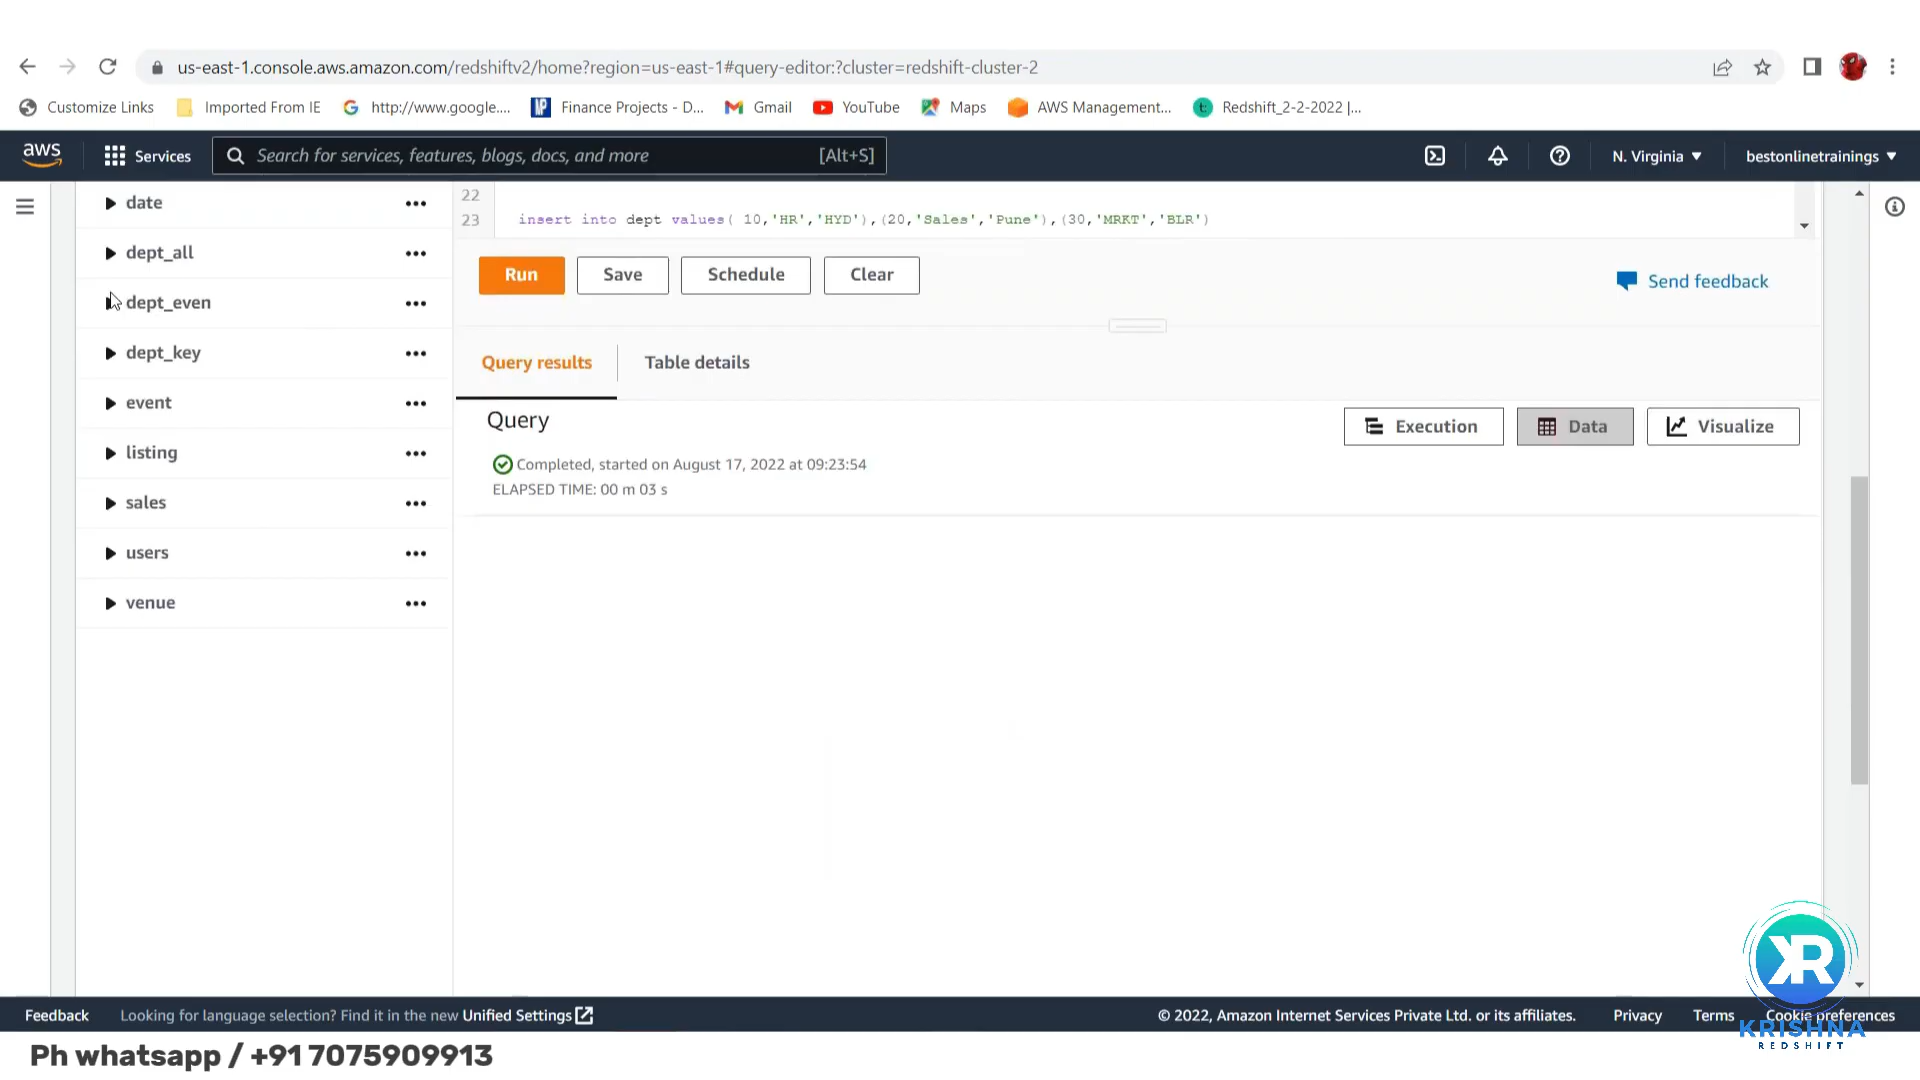 us-east-1.console.aws.amazon.com/redshiftv2/home?region=us-east-1#query-editor:?cluster=redshift-cluster-2
Customize Links Imported From IE http://www.google.... Finance Projects - D... Gmail YouTube Maps AWS Management... Redshift_2-2-2022 |...
aws Services Search for services, features, blogs, docs, and more [Alt+S] N. Virginia bestonlinetrainings
date
dept_all
dept_even
dept_key
event
listing
sales
users
venue
22
23 insert into dept values( 10,'HR','HYD'),(20,'Sales','Pune'),(30,'MRKT','BLR')
Run Save Schedule Clear
Send feedback
Query results Table details
Query
Execution Data Visualize
Completed, started on August 17, 2022 at 09:23:54
ELAPSED TIME: 00 m 03 s
KR
KRISHNA
REDSHIFT
Feedback Looking for language selection? Find it in the new Unified Settings © 2022, Amazon Internet Services Private Ltd. or its affiliates. Privacy Terms Cookie preferences
Ph whatsapp / +91 7075909913